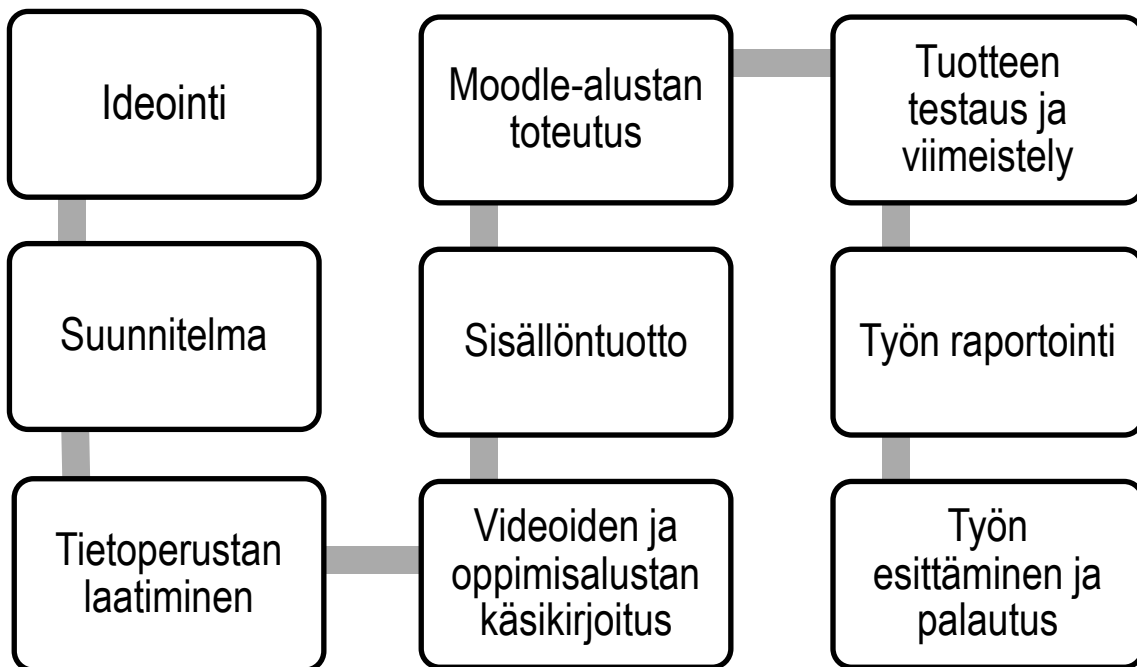 Ideointi
Suunnitelma
Tietoperustan
laatiminen
Videoiden ja
oppimisalustan
käsikirjoitus
Sisällöntuotto
Moodle-alustan
toteutus
Tuotteen
testaus ja
viimeistely
Työn raportointi
Työn
esittäminen ja
palautus